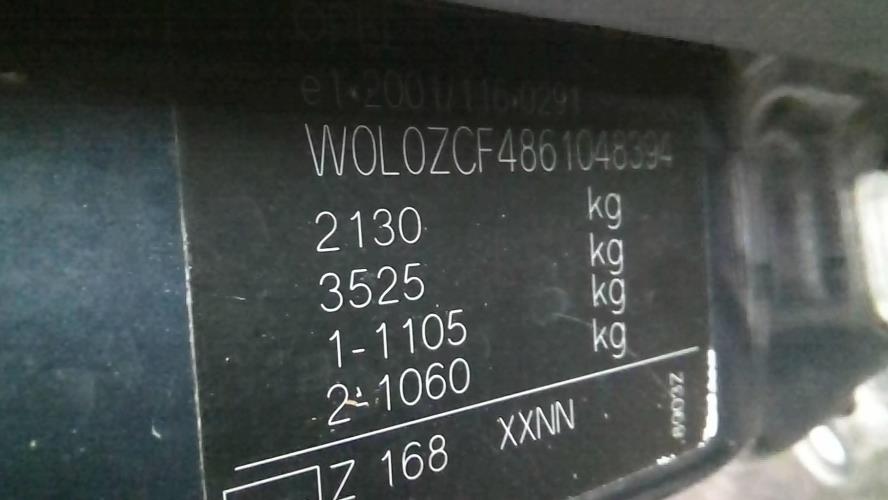 e1*2001/116*0291
W0L0ZCF4861048394
2130 kg
3525 kg
1-1105 kg
2-1060 kg
Z 168 XXNN